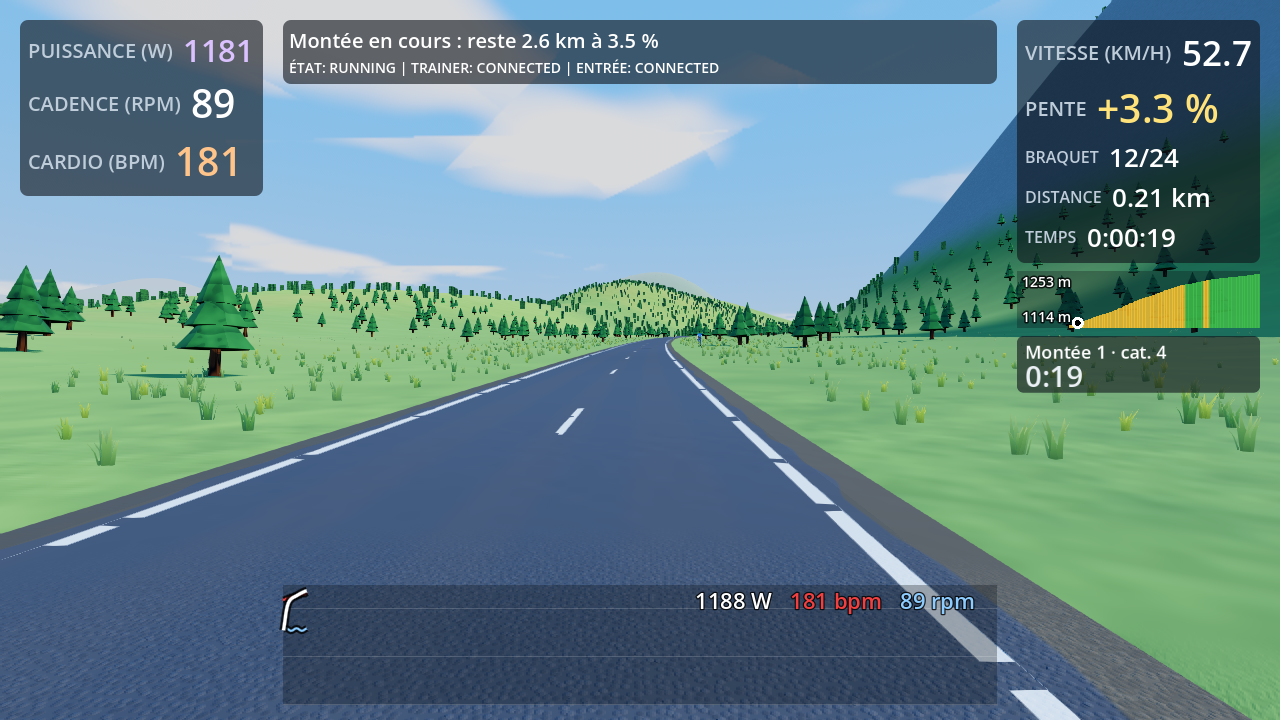 PUISSANCE (W) 1181
CADENCE (RPM) 89
CARDIO (BPM) 181
Montée en cours : reste 2.6 km à 3.5 %
ÉTAT: RUNNING | TRAINER: CONNECTED | ENTRÉE: CONNECTED
VITESSE (KM/H) 52.7
PENTE +3.3 %
BRAQUET 12/24
DISTANCE 0.21 km
TEMPS 0:00:19
1253 m
1114 m
Montée 1 · cat. 4
0:19
1188 W 181 bpm 89 rpm